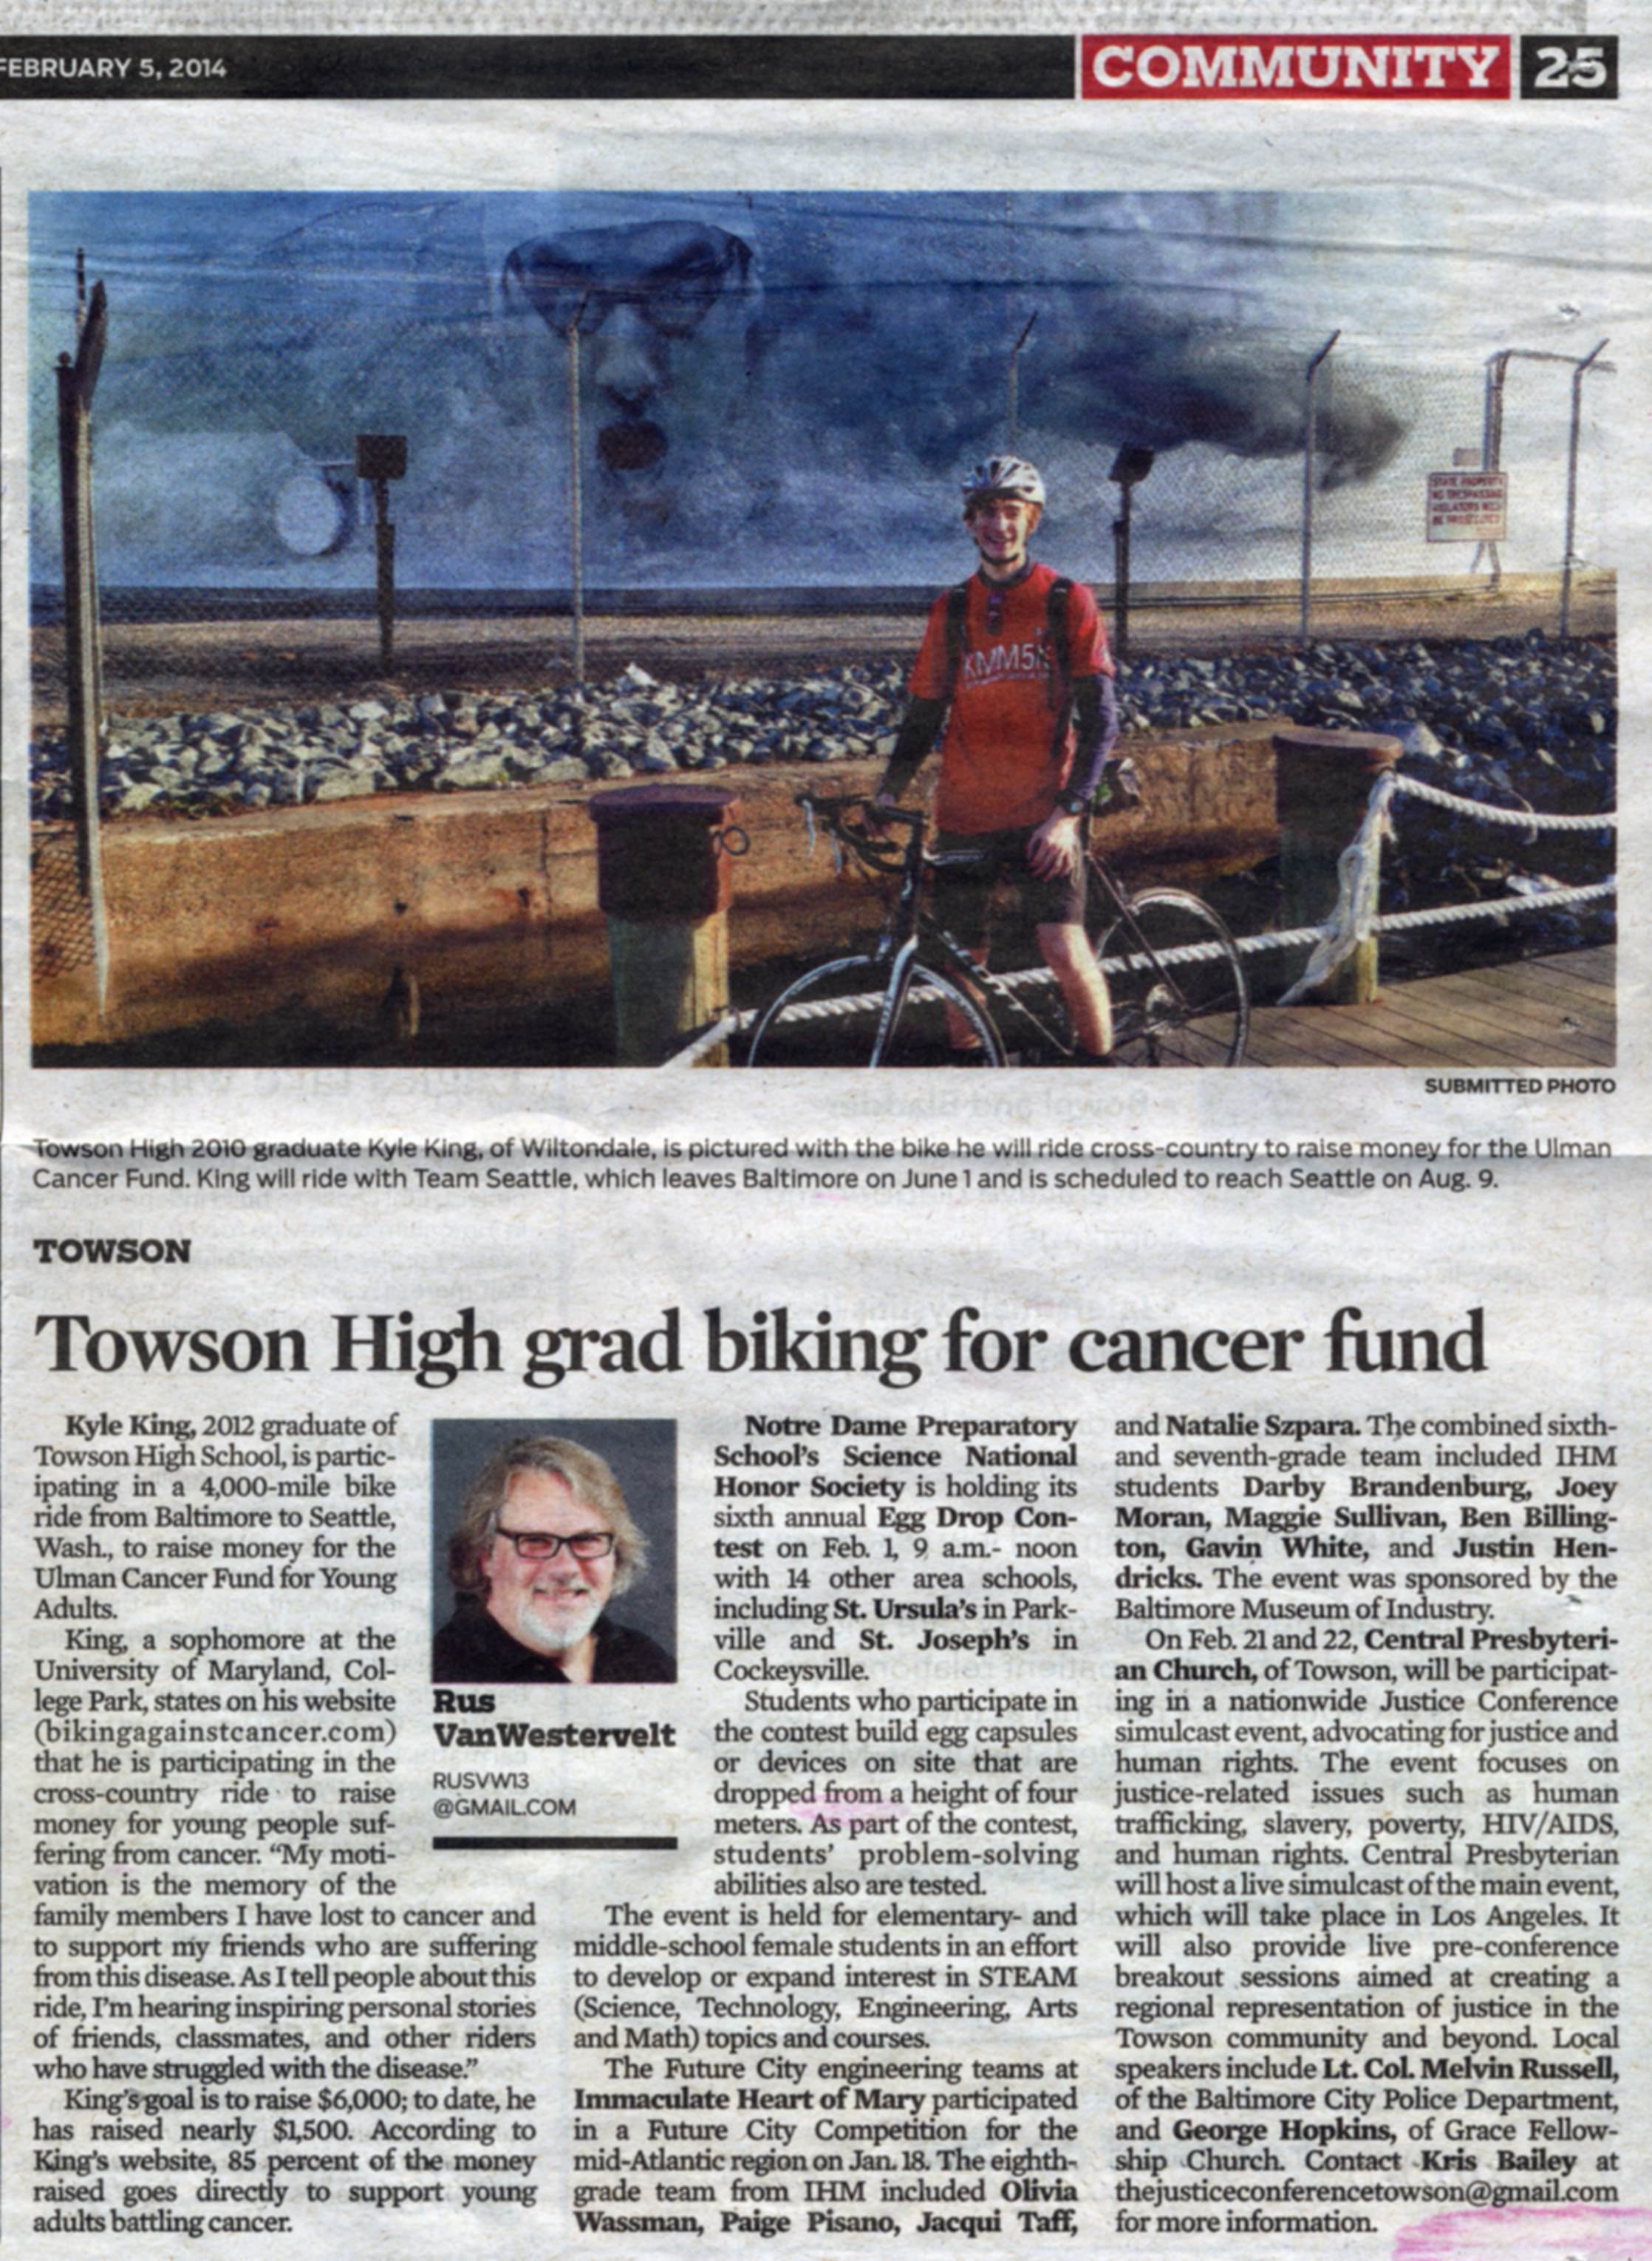 FEBRUARY 5, 2014
COMMUNITY 25
STATE PROPERTY
NO TRESPASSING
VIOLATORS WILL
BE PROSECUTED
KMM5K
SUBMITTED PHOTO
Towson High 2010 graduate Kyle King, of Wiltondale, is pictured with the bike he will ride cross-country to raise money for the Ulman
Cancer Fund. King will ride with Team Seattle, which leaves Baltimore on June 1 and is scheduled to reach Seattle on Aug. 9.
TOWSON
Towson High grad biking for cancer fund
Kyle King, 2012 graduate of
Towson High School, is partic-
ipating in a 4,000-mile bike
ride from Baltimore to Seattle,
Wash., to raise money for the
Ulman Cancer Fund for Young
Adults.
King, a sophomore at the
University of Maryland, Col-
lege Park, states on his website
(bikingagainstcancer.com)
that he is participating in the
cross-country ride to raise
money for young people suf-
fering from cancer. “My moti-
vation is the memory of the
family members I have lost to cancer and
to support my friends who are suffering
from this disease. As I tell people about this
ride, I’m hearing inspiring personal stories
of friends, classmates, and other riders
who have struggled with the disease.”
King’s goal is to raise $6,000; to date, he
has raised nearly $1,500. According to
King’s website, 85 percent of the money
raised goes directly to support young
adults battling cancer.
Rus
VanWestervelt
RUSVW13
@GMAIL.COM
Notre Dame Preparatory
School’s Science National
Honor Society is holding its
sixth annual Egg Drop Con-
test on Feb. 1, 9 a.m.- noon
with 14 other area schools,
including St. Ursula’s in Park-
ville and St. Joseph’s in
Cockeysville.
Students who participate in
the contest build egg capsules
or devices on site that are
dropped from a height of four
meters. As part of the contest,
students’ problem-solving
abilities also are tested.
The event is held for elementary- and
middle-school female students in an effort
to develop or expand interest in STEAM
(Science, Technology, Engineering, Arts
and Math) topics and courses.
The Future City engineering teams at
Immaculate Heart of Mary participated
in a Future City Competition for the
mid-Atlantic region on Jan. 18. The eighth-
grade team from IHM included Olivia
Wassman, Paige Pisano, Jacqui Taff,
and Natalie Szpara. The combined sixth-
and seventh-grade team included IHM
students Darby Brandenburg, Joey
Moran, Maggie Sullivan, Ben Billing-
ton, Gavin White, and Justin Hen-
dricks. The event was sponsored by the
Baltimore Museum of Industry.
On Feb. 21 and 22, Central Presbyteri-
an Church, of Towson, will be participat-
ing in a nationwide Justice Conference
simulcast event, advocating for justice and
human rights. The event focuses on
justice-related issues such as human
trafficking, slavery, poverty, HIV/AIDS,
and human rights. Central Presbyterian
will host a live simulcast of the main event,
which will take place in Los Angeles. It
will also provide live pre-conference
breakout sessions aimed at creating a
regional representation of justice in the
Towson community and beyond. Local
speakers include Lt. Col. Melvin Russell,
of the Baltimore City Police Department,
and George Hopkins, of Grace Fellow-
ship Church. Contact Kris Bailey at
thejusticeconferencetowson@gmail.com
for more information.